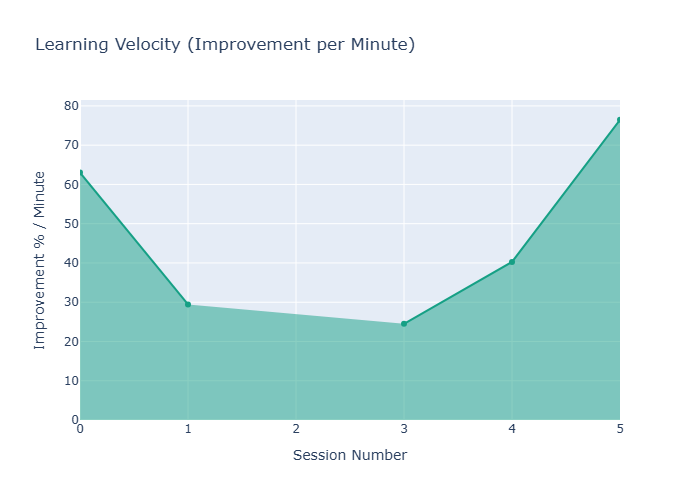 Learning Velocity (Improvement per Minute)
80
70
60
50
40
30
20
10
0
Improvement % / Minute
0 1 2 3 4 5
Session Number